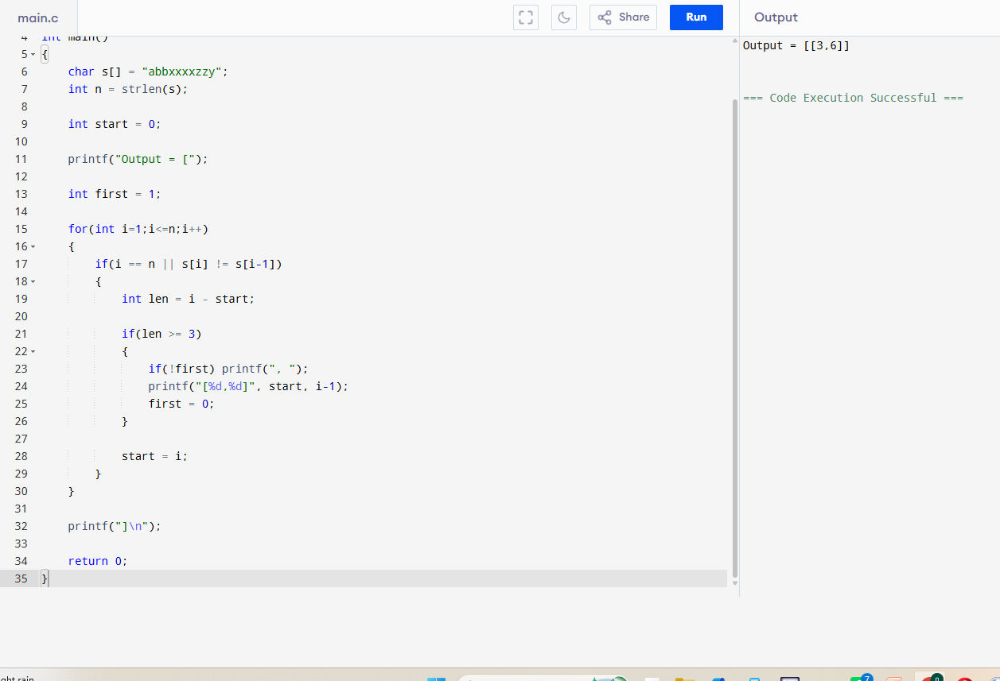 main.c
Share
Run
Output
4 int main()
5 {
6 char s[] = "abbxxxxzzy";
7 int n = strlen(s);
8
9 int start = 0;
10
11 printf("Output = [");
12
13 int first = 1;
14
15 for(int i=1;i<=n;i++)
16 {
17 if(i == n || s[i] != s[i-1])
18 {
19 int len = i - start;
20
21 if(len >= 3)
22 {
23 if(!first) printf(", ");
24 printf("[%d,%d]", start, i-1);
25 first = 0;
26 }
27
28 start = i;
29 }
30 }
31
32 printf("]\n");
33
34 return 0;
35 }
Output = [[3,6]]
=== Code Execution Successful ===
ght rain
7